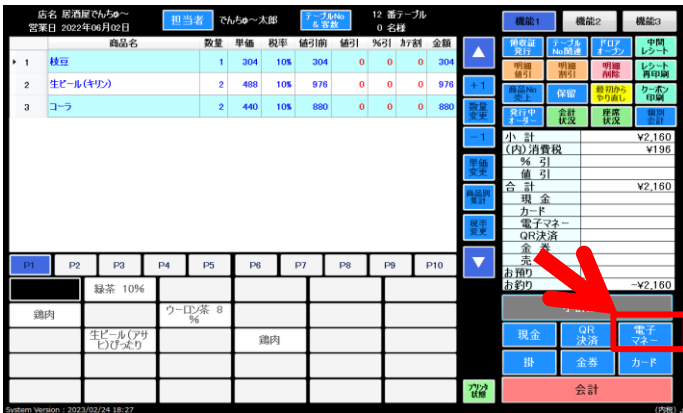 店名 居酒屋でんちゅ～ 担当者 でんちゅ～太郎 テーブルNo&客数 12 番テーブル 機能1 機能2 機能3
営業日 2022年06月02日 0 名様
商品名 数量 単価 税率 値引前 値引 %引 カテ割 金額
1 枝豆 1 304 10% 304 0 0 0 304
2 生ビール(キリン) 2 488 10% 976 0 0 0 976
3 コーラ 2 440 10% 880 0 0 0 880
+1
数量変更
-1
単価変更
商品別集計
税率変更
領収証発行 テーブルNo関連 ドロアオープン 中間レシート
明細値引 明細割引 明細削除 レシート再印刷
商品No売上 保留 最初からやり直し クーポン印刷
発行中オーダー 会計状況 座席状況 個別会計
小 計 ¥2,160
(内)消費税 ¥196
% 引
値 引
合 計 ¥2,160
現 金
カード
電子マネー
QR決済
金 券
売
お預り
お釣り -¥2,160
P1 P2 P3 P4 P5 P6 P7 P8 P9 P10
緑茶 10%
鶏肉 ウーロン茶 8%
生ビール(アサヒ)ぴったり 鶏肉
現金 QR決済 電子マネー
掛 金券 カード
プリンタ状態 会計
System Version : 2023/02/24 18:27 (内税)